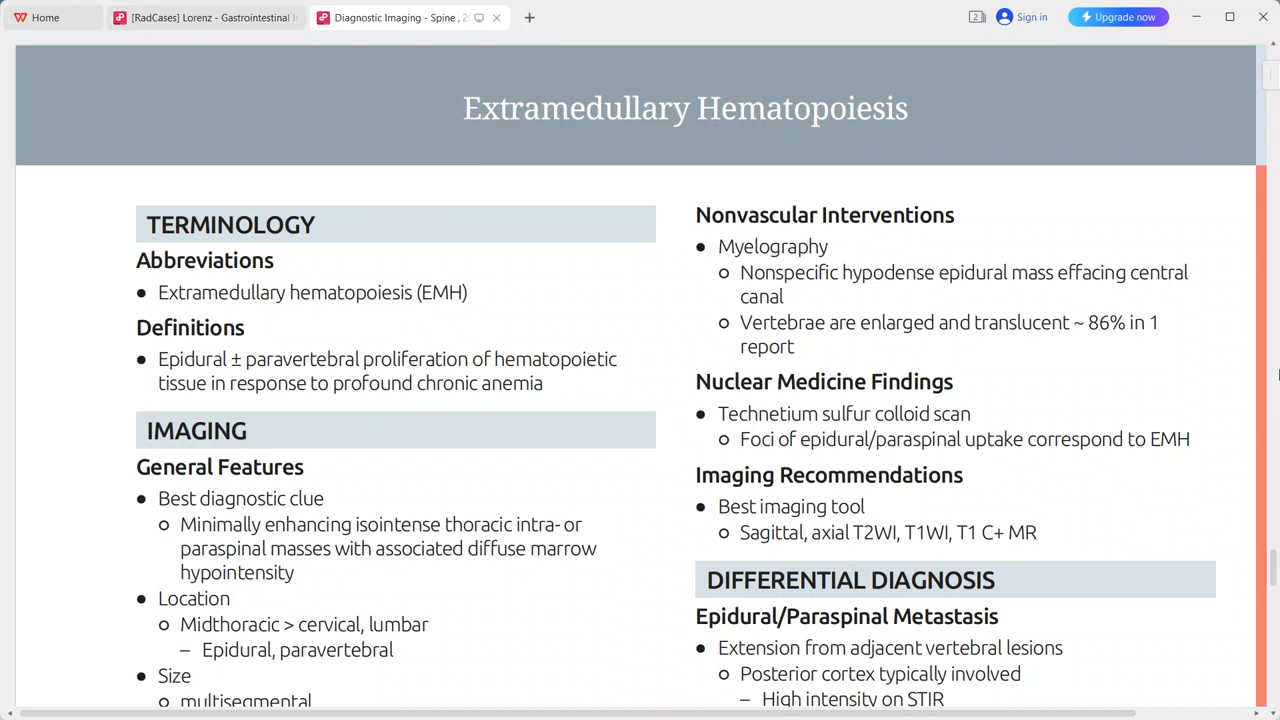 Home
[RadCases] Lorenz - Gastrointestinal I
Diagnostic Imaging - Spine , 2
2
Sign in
Upgrade now
Extramedullary Hematopoiesis
TERMINOLOGY
Abbreviations
● Extramedullary hematopoiesis (EMH)
Definitions
● Epidural ± paravertebral proliferation of hematopoietic
tissue in response to profound chronic anemia
IMAGING
General Features
● Best diagnostic clue
○ Minimally enhancing isointense thoracic intra- or
paraspinal masses with associated diffuse marrow
hypointensity
● Location
○ Midthoracic > cervical, lumbar
– Epidural, paravertebral
● Size
○ multisegmental
Nonvascular Interventions
● Myelography
○ Nonspecific hypodense epidural mass effacing central
canal
○ Vertebrae are enlarged and translucent ~ 86% in 1
report
Nuclear Medicine Findings
● Technetium sulfur colloid scan
○ Foci of epidural/paraspinal uptake correspond to EMH
Imaging Recommendations
● Best imaging tool
○ Sagittal, axial T2WI, T1WI, T1 C+ MR
DIFFERENTIAL DIAGNOSIS
Epidural/Paraspinal Metastasis
● Extension from adjacent vertebral lesions
○ Posterior cortex typically involved
– High intensity on STIR